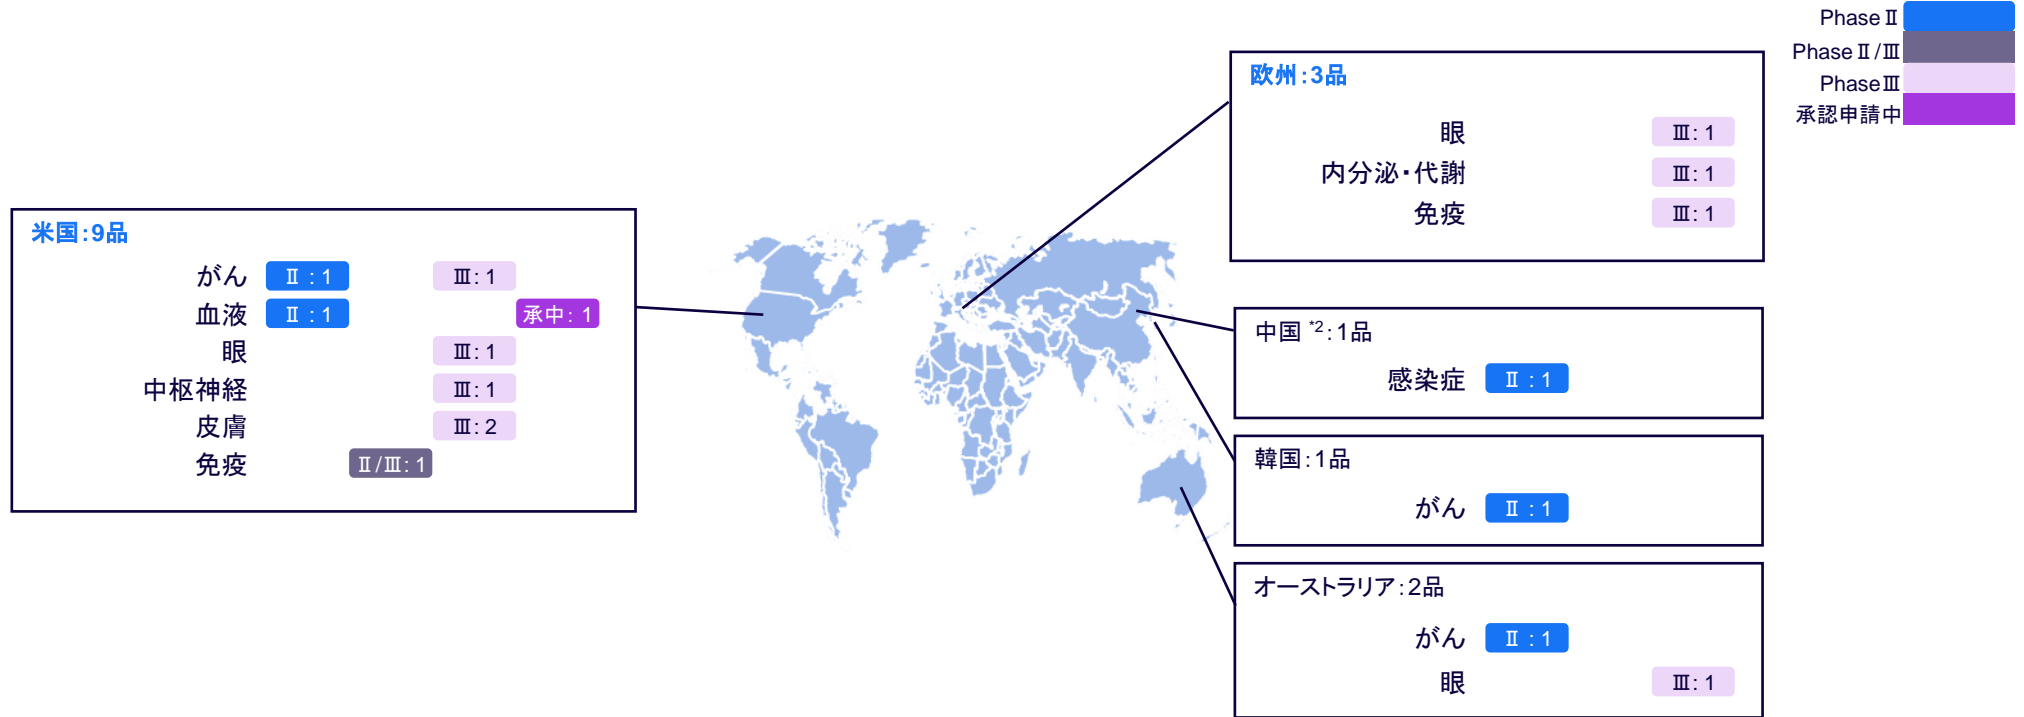 Phase Ⅱ
Phase Ⅱ/Ⅲ
Phase Ⅲ
承認申請中
欧州：3品
眼 Ⅲ：1
内分泌・代謝 Ⅲ：1
免疫 Ⅲ：1
米国：9品
がん Ⅱ：1 Ⅲ：1
血液 Ⅱ：1 承中：1
眼 Ⅲ：1
中枢神経 Ⅲ：1
皮膚 Ⅲ：2
免疫 Ⅱ/Ⅲ：1
中国 *2：1品
感染症 Ⅱ：1
韓国：1品
がん Ⅱ：1
オーストラリア：2品
がん Ⅱ：1
眼 Ⅲ：1